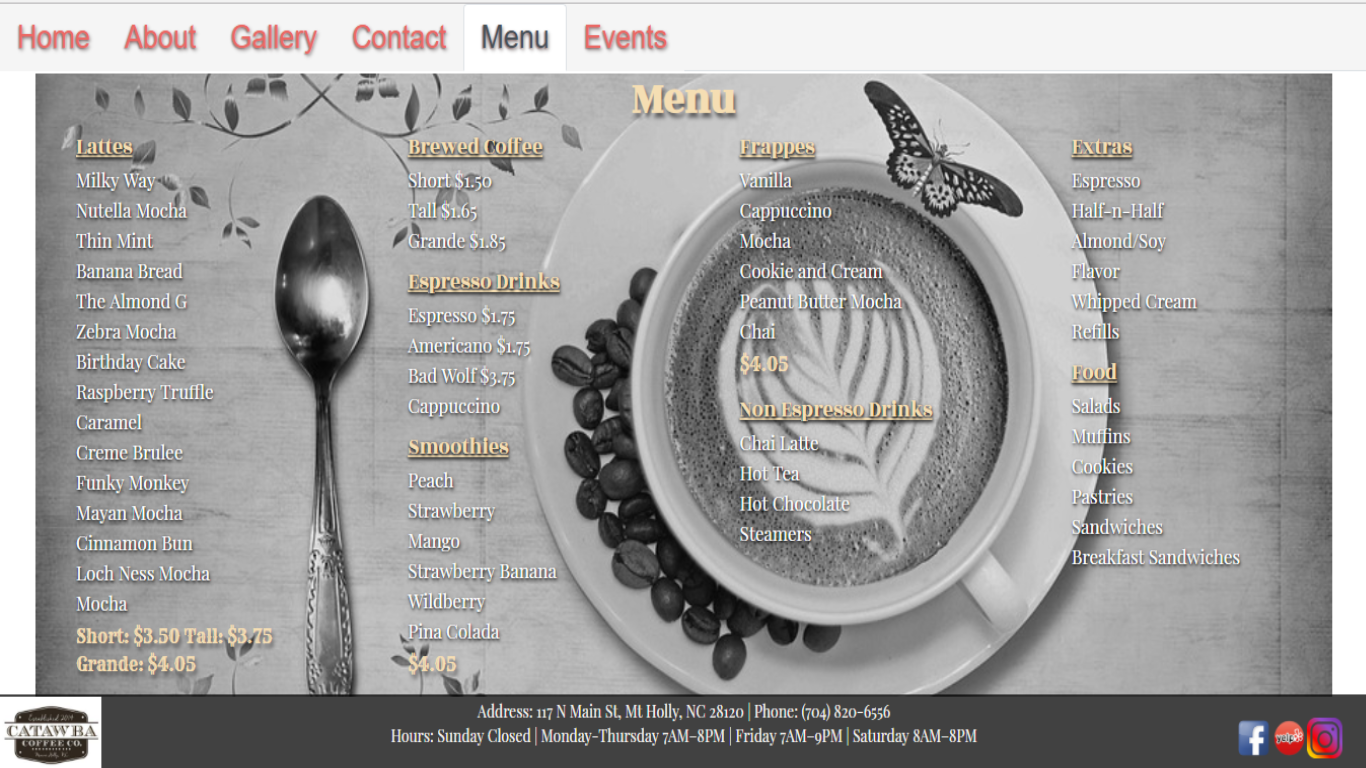 Home About Gallery Contact Menu Events
Menu
Lattes
Milky Way
Nutella Mocha
Thin Mint
Banana Bread
The Almond G
Zebra Mocha
Birthday Cake
Raspberry Truffle
Caramel
Creme Brulee
Funky Monkey
Mayan Mocha
Cinnamon Bun
Loch Ness Mocha
Mocha
Short: $3.50 Tall: $3.75
Grande: $4.05
Brewed Coffee
Short $1.50
Tall $1.65
Grande $1.85
Espresso Drinks
Espresso $1.75
Americano $1.75
Bad Wolf $3.75
Cappuccino
Smoothies
Peach
Strawberry
Mango
Strawberry Banana
Wildberry
Pina Colada
$4.05
Frappes
Vanilla
Cappuccino
Mocha
Cookie and Cream
Peanut Butter Mocha
Chai
$4.05
Non Espresso Drinks
Chai Latte
Hot Tea
Hot Chocolate
Steamers
Extras
Espresso
Half-n-Half
Almond/Soy
Flavor
Whipped Cream
Refills
Food
Salads
Muffins
Cookies
Pastries
Sandwiches
Breakfast Sandwiches
Established 2014
CATAWBA
COFFEE CO.
Address: 117 N Main St, Mt Holly, NC 28120 | Phone: (704) 820-6556
Hours: Sunday Closed | Monday-Thursday 7AM-8PM | Friday 7AM-9PM | Saturday 8AM-8PM
f
yelp